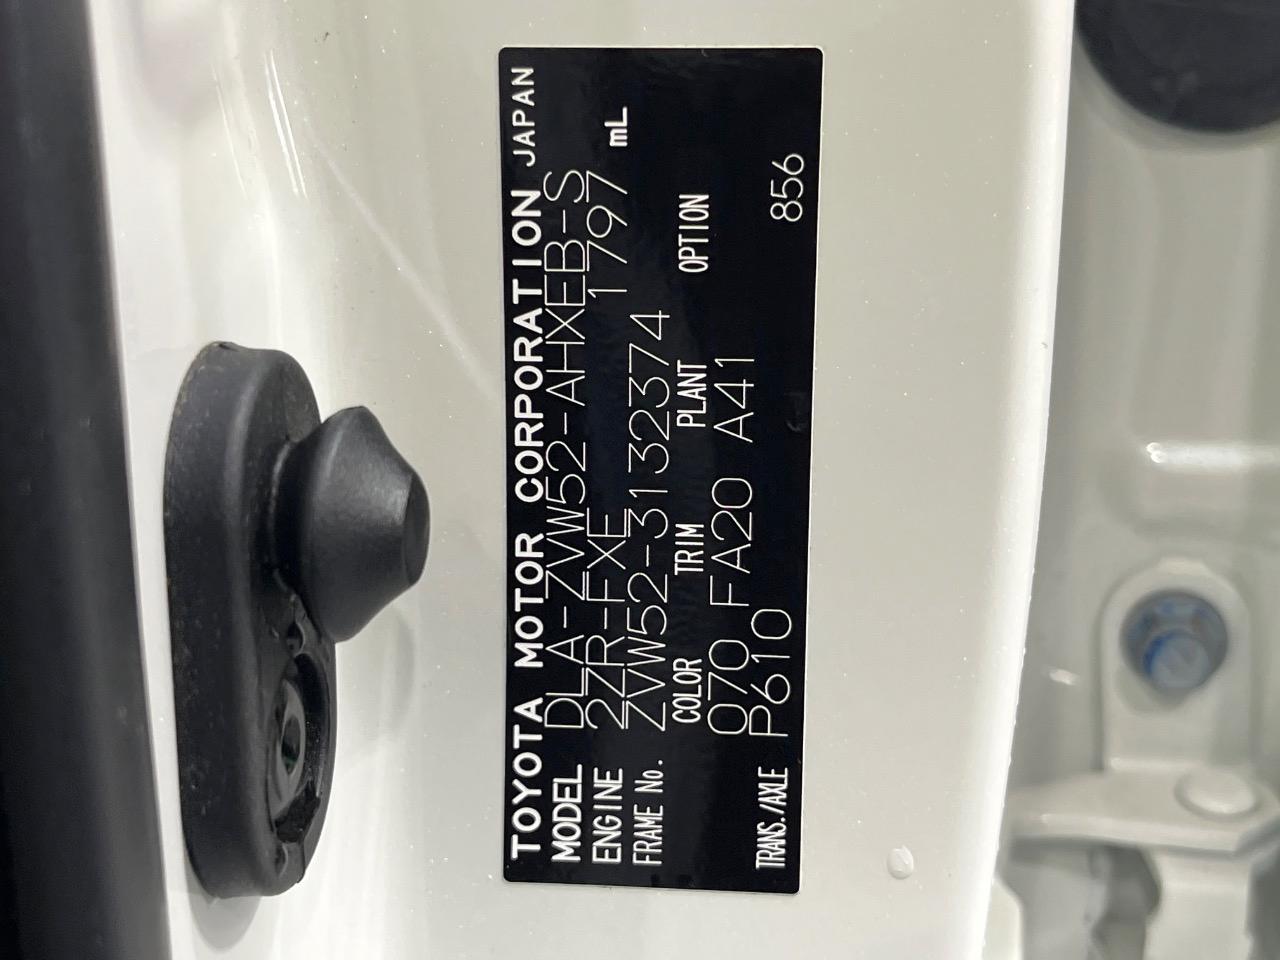 TOYOTA MOTOR CORPORATION JAPAN
MODEL DLA-ZVW52-AHXEB-S
ENGINE 2ZR-FXE 1797 mL
FRAME No. ZVW52-3132374
COLOR TRIM PLANT OPTION
070 FA20 A41
TRANS./AXLE P610 856